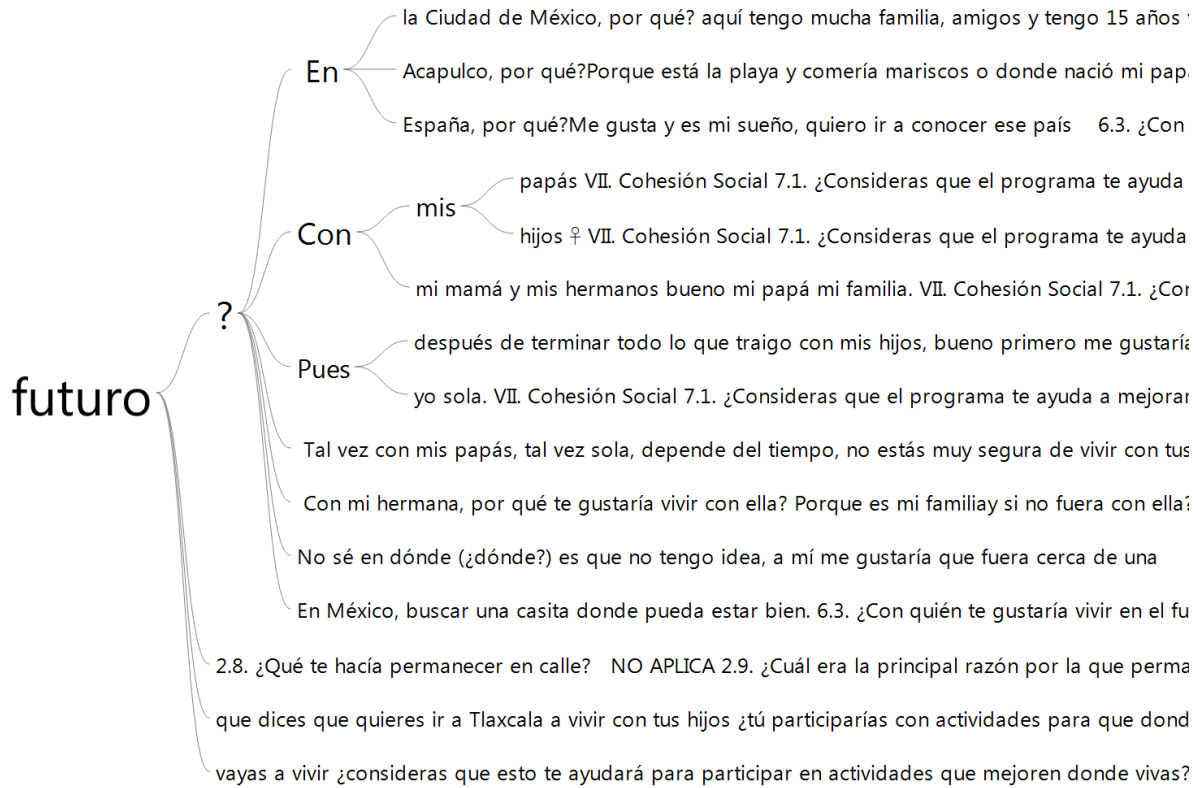 la Ciudad de México, por qué? aquí tengo mucha familia, amigos y tengo 15 años
En
Acapulco, por qué?Porque está la playa y comería mariscos o donde nació mi papá
España, por qué?Me gusta y es mi sueño, quiero ir a conocer ese país 6.3. ¿Con
papás VII. Cohesión Social 7.1. ¿Consideras que el programa te ayuda
mis
Con
hijos ♀ VII. Cohesión Social 7.1. ¿Consideras que el programa te ayuda
mi mamá y mis hermanos bueno mi papá mi familia. VII. Cohesión Social 7.1.
?
después de terminar todo lo que traigo con mis hijos, bueno primero me gustaría
Pues
futuro
yo sola. VII. Cohesión Social 7.1. ¿Consideras que el programa te ayuda a mejorar
Tal vez con mis papás, tal vez sola, depende del tiempo, no estás muy segura de vivir con tus
Con mi hermana, por qué te gustaría vivir con ella? Porque es mi familiay si no fuera con ella?
No sé en dónde (¿dónde?) es que no tengo idea, a mí me gustaría que fuera cerca de una
En México, buscar una casita donde pueda estar bien. 6.3. ¿Con quién te gustaría vivir en el fu
2.8. ¿Qué te hacía permanecer en calle? NO APLICA 2.9. ¿Cuál era la principal razón por la que perma
que dices que quieres ir a Tlaxcala a vivir con tus hijos ¿tú participarías con actividades para que dond
vayas a vivir ¿consideras que esto te ayudará para participar en actividades que mejoren donde vivas?